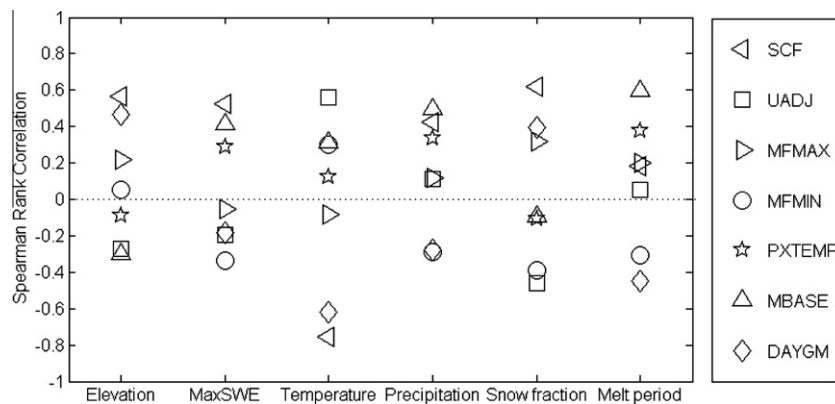 Spearman Rank Correlation
1
0.8
0.6
0.4
0.2
0
-0.2
-0.4
-0.6
-0.8
-1
Elevation MaxSWE Temperature Precipitation Snow fraction Melt period
SCF
UADJ
MFMAX
MFMIN
PXTEMP
MBASE
DAYGM